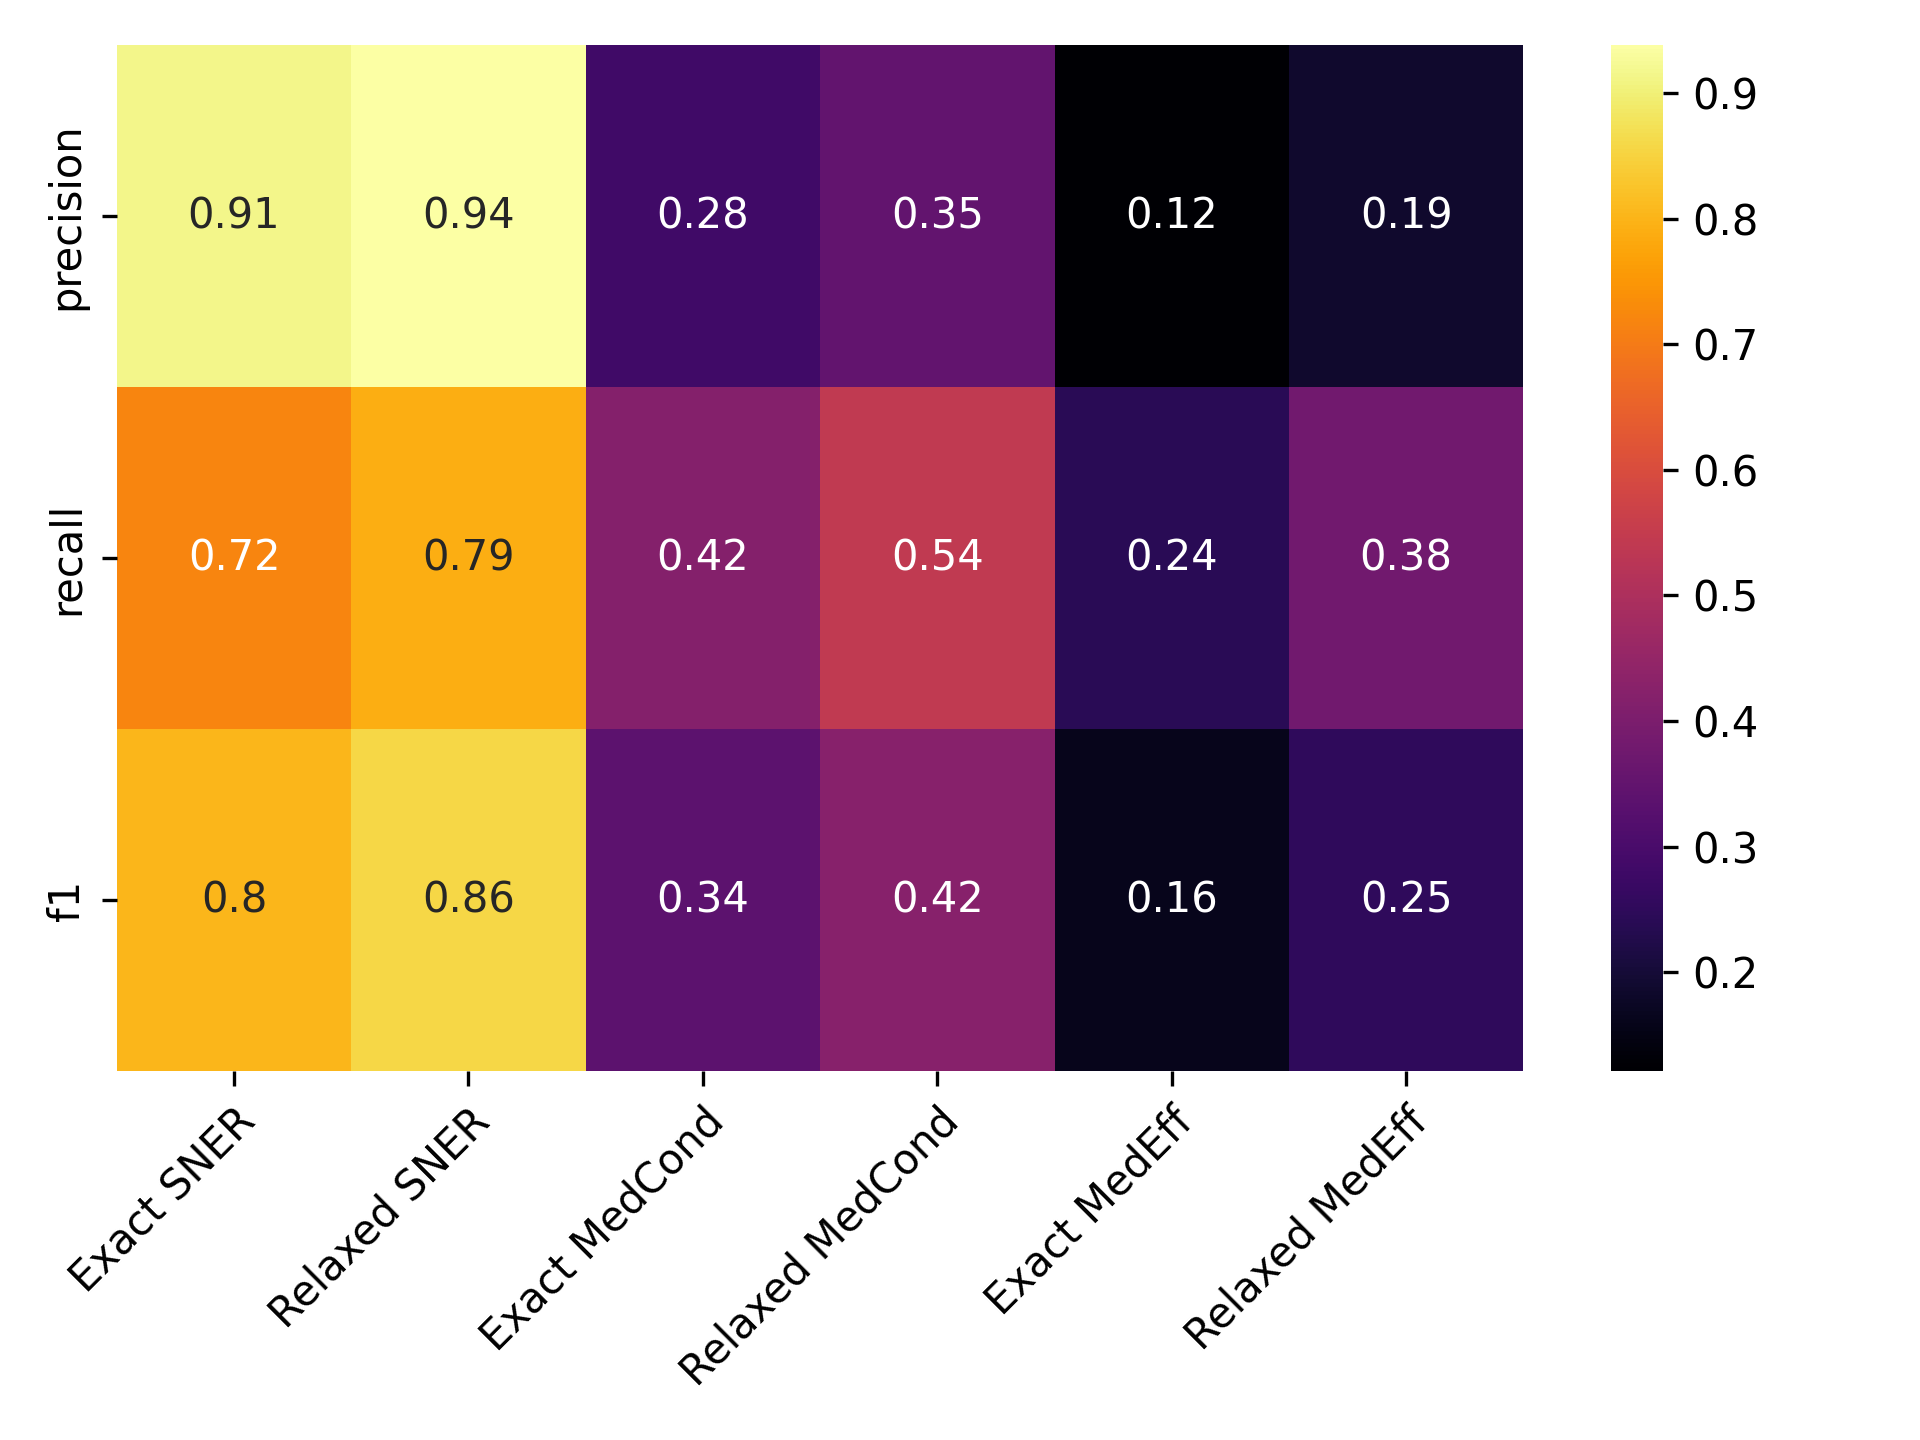 precision
0.91
0.94
0.28
0.35
0.12
0.19
recall
0.72
0.79
0.42
0.54
0.24
0.38
f1
0.8
0.86
0.34
0.42
0.16
0.25
Exact SNER
Relaxed SNER
Exact MedCond
Relaxed MedCond
Exact MedEff
Relaxed MedEff
0.9
0.8
0.7
0.6
0.5
0.4
0.3
0.2